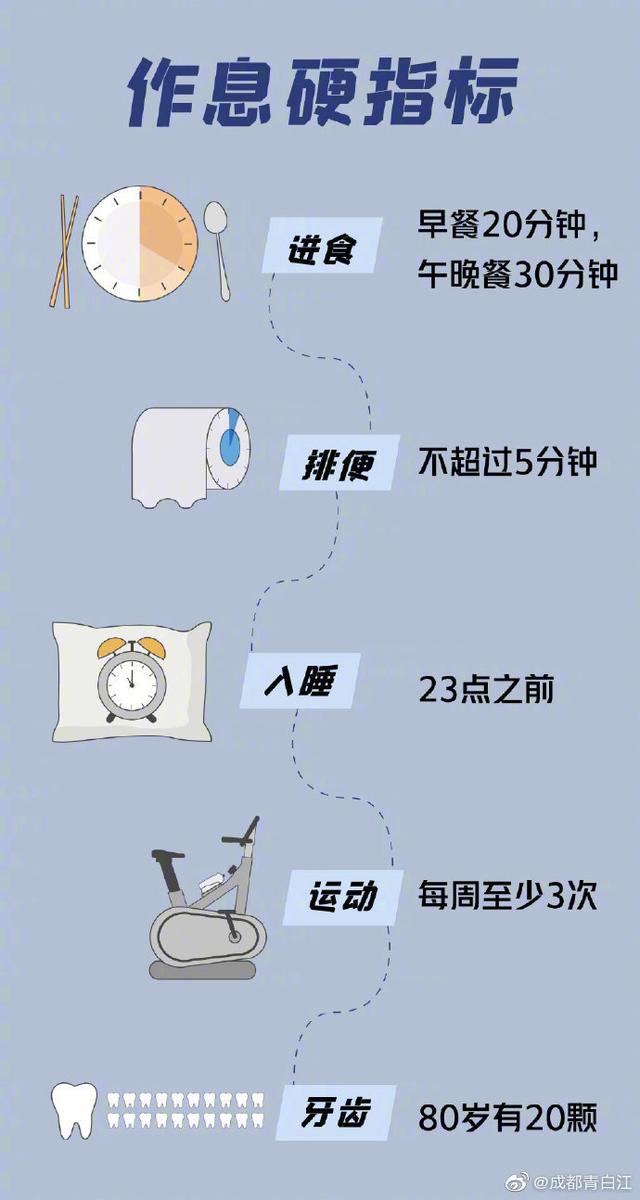 作息硬指标
进食
早餐20分钟，
午晚餐30分钟
排便
不超过5分钟
入睡
23点之前
运动
每周至少3次
牙齿
80岁有20颗
@成都青白江